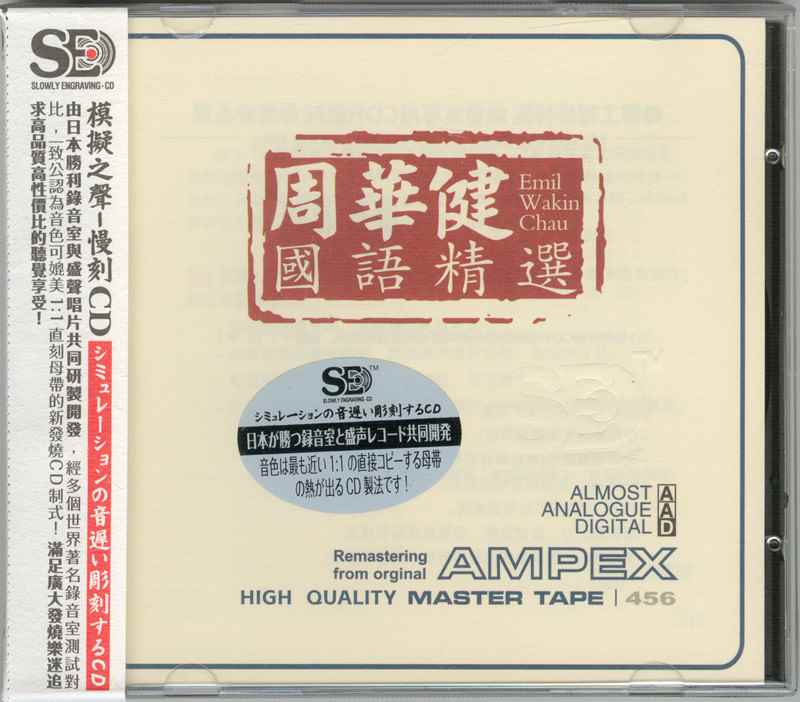 SE
SLOWLY ENGRAVING·CD
模擬之聲-慢刻CD シミュレーションの音遲い彫刻するCD
由日本勝利錄音室與盛聲唱片共同研製開發，經多個世界著名錄音室測試對
比，一致公認為音色可媲美1:1直刻母帶的新發燒CD制式！滿足廣大發燒樂迷追
求高品質高性價比的聽覺享受！
周華健
Emil
Wakin
Chau
國語精選
SE™
SLOWLY ENGRAVING·CD
シミュレーションの音遲い彫刻するCD
日本が勝つ録音室と盛声レコード共同開発
音色は最も近い1:1の直接コピーする母帯
の熱が出るCD製法です！
ALMOST A
ANALOGUE A
DIGITAL D
Remastering
from orginal AMPEX
HIGH QUALITY MASTER TAPE | 456